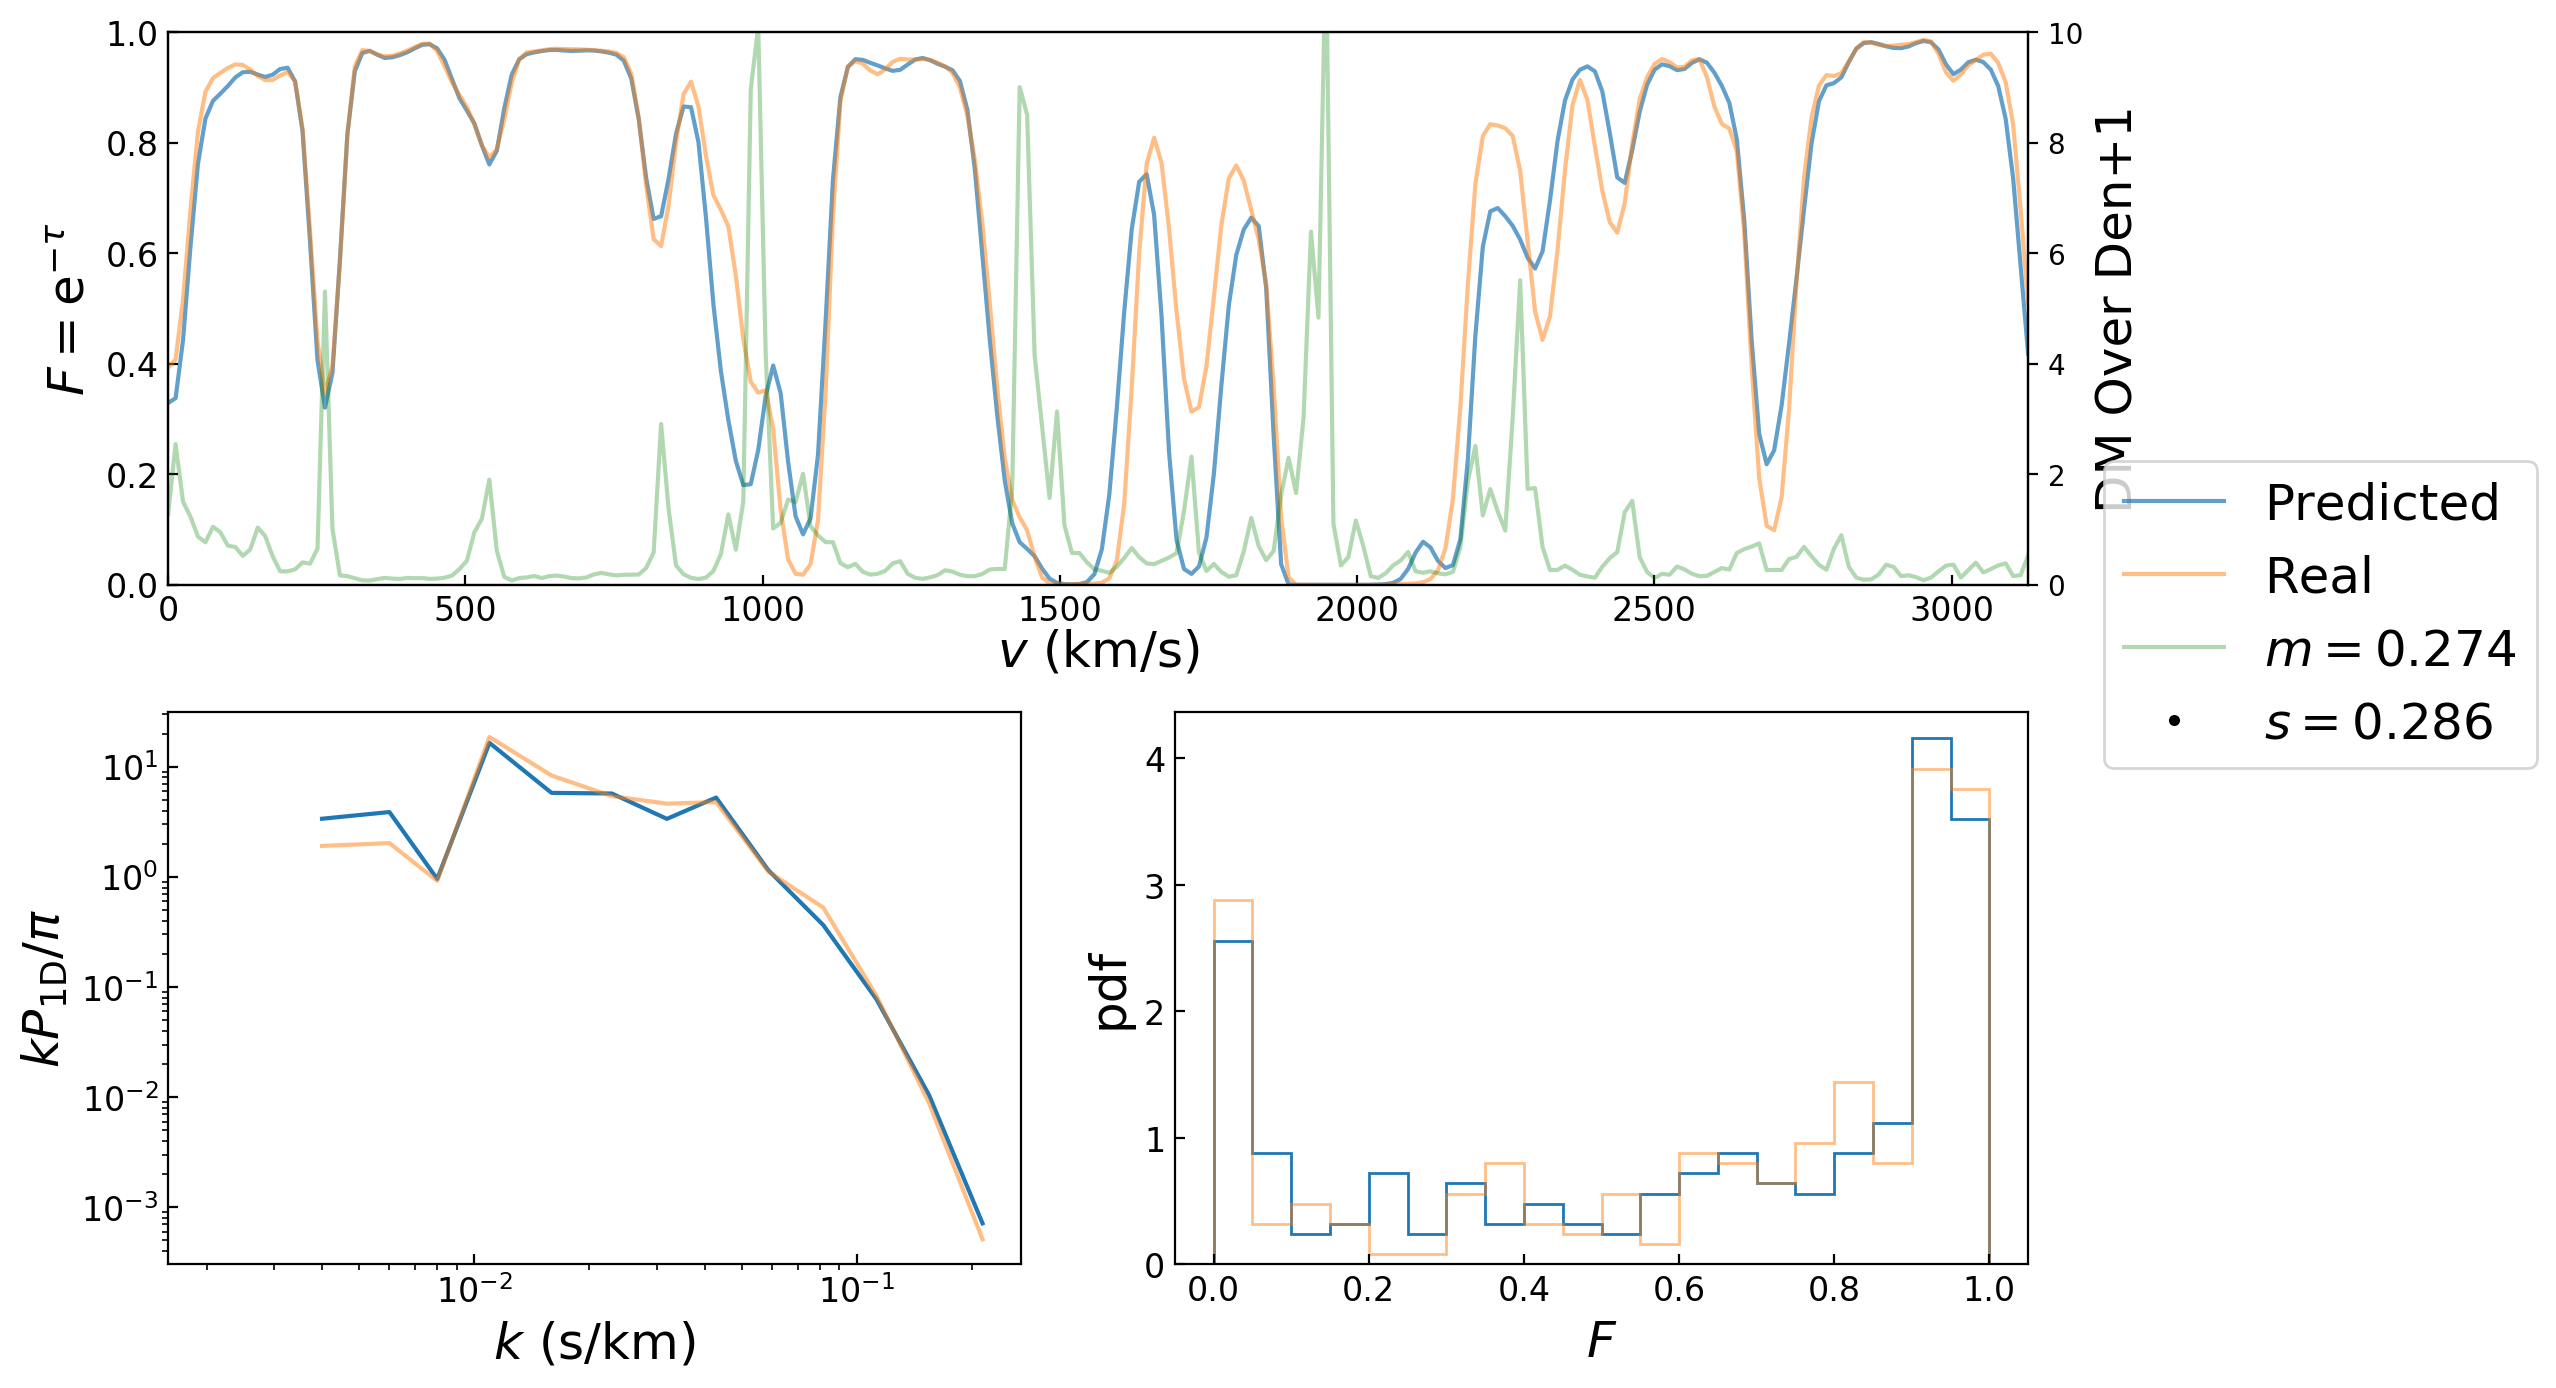 1.0
0.8
0.6
0.4
0.2
0.0
F = e^{-τ}
10
8
6
4
2
0
DM Over Den+1
0 500 1000 1500 2000 2500 3000
v (km/s)
Predicted
Real
m = 0.274
s = 0.286
10^1
10^0
10^{-1}
10^{-2}
10^{-3}
kP_{1D}/π
10^{-2} 10^{-1}
k (s/km)
4
3
2
1
0
pdf
0.0 0.2 0.4 0.6 0.8 1.0
F